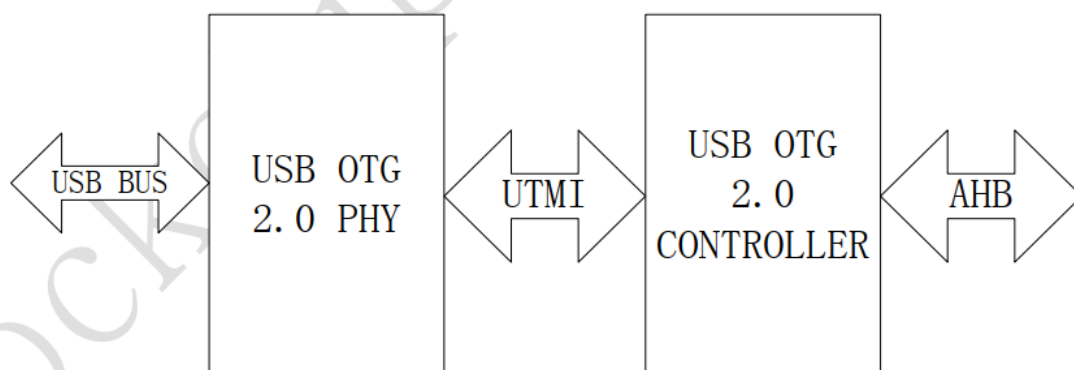 USB BUS
USB OTG
2.0 PHY
UTMI
USB OTG
2.0
CONTROLLER
AHB